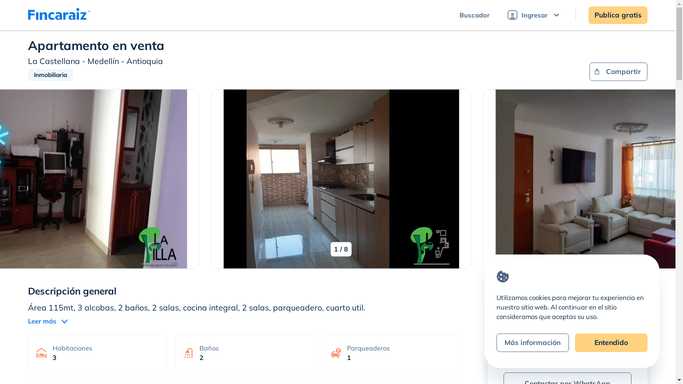 Fincaraiz
Buscador
Ingresar
Publica gratis
Apartamento en venta
La Castellana - Medellín - Antioquia
Inmobiliaria
Compartir
LA
1 / 8
Descripción general
Área 115mt, 3 alcobas, 2 baños, 2 salas, cocina integral, 2 salas, parqueadero, cuarto util.
Leer más
Habitaciones
3
Baños
2
Parqueaderos
1
Utilizamos cookies para mejorar tu experiencia en
nuestro sitio web. Al continuar en el sitio
consideramos que aceptas su uso.
Más información
Entendido
Contactar por WhatsApp